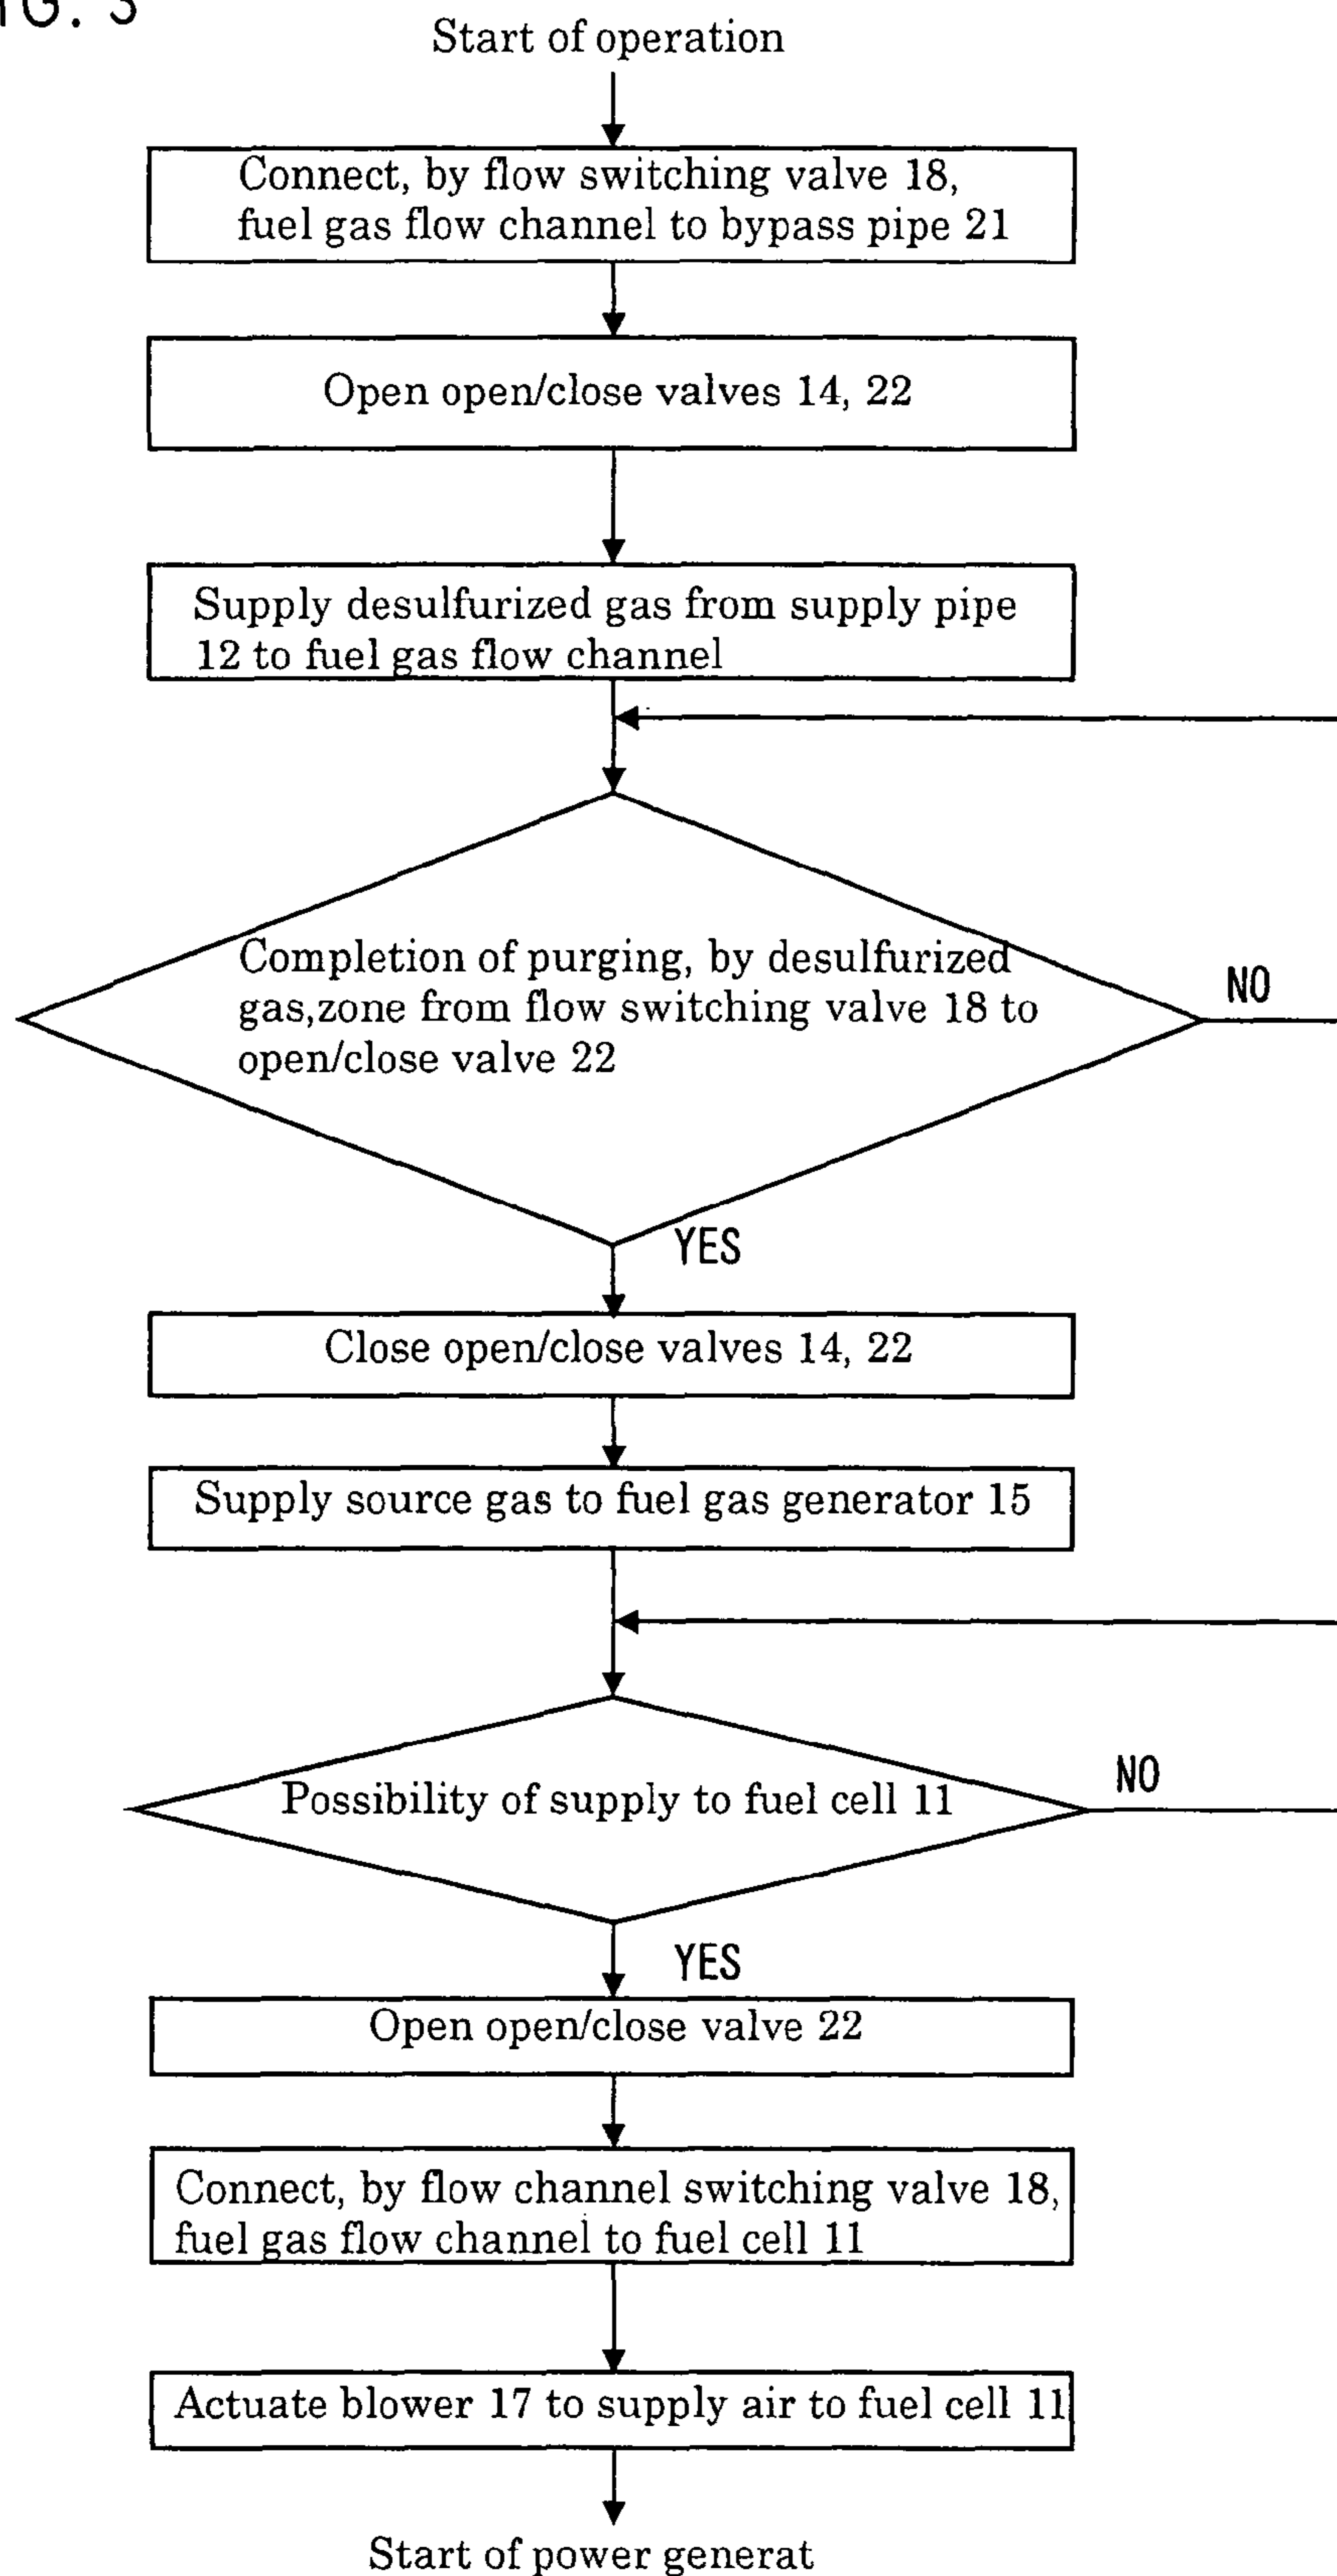 FIG. 3
Start of operation
Connect, by flow switching valve 18,
fuel gas flow channel to bypass pipe 21
Open open/close valves 14, 22
Supply desulfurized gas from supply pipe
12 to fuel gas flow channel
Completion of purging, by desulfurized
gas,zone from flow switching valve 18 to
open/close valve 22
NO
YES
Close open/close valves 14, 22
Supply source gas to fuel gas generator 15
Possibility of supply to fuel cell 11
NO
YES
Open open/close valve 22
Connect, by flow channel switching valve 18,
fuel gas flow channel to fuel cell 11
Actuate blower 17 to supply air to fuel cell 11
Start of power generat